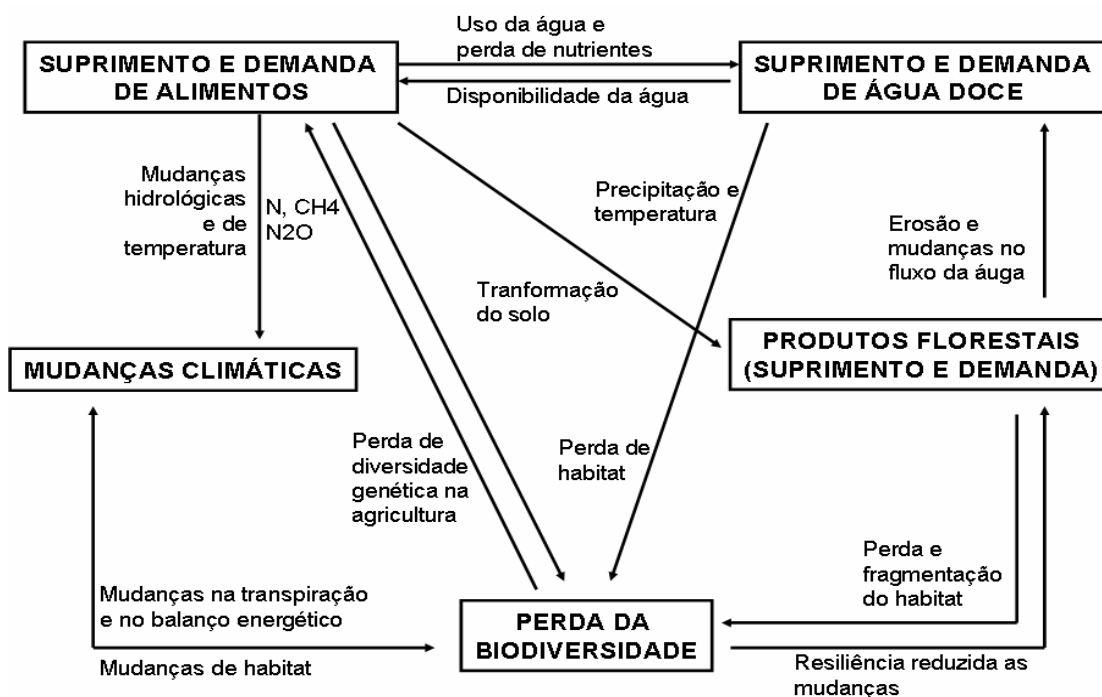 Uso da água e
perda de nutrientes
SUPRIMENTO E DEMANDA
DE ALIMENTOS
SUPRIMENTO E DEMANDA
DE ÁGUA DOCE
Disponibilidade da água
Mudanças
hidrológicas
e de
temperatura
N, CH4
N2O
Precipitação e
temperatura
Erosão e
mudanças no
fluxo da áuga
Tranformação
do solo
MUDANÇAS CLIMÁTICAS
PRODUTOS FLORESTAIS
(SUPRIMENTO E DEMANDA)
Perda de
diversidade
genética na
agricultura
Perda de
habitat
Perda e
fragmentação
do habitat
Mudanças na transpiração
e no balanço energético
Mudanças de habitat
PERDA DA
BIODIVERSIDADE
Resiliência reduzida as
mudanças